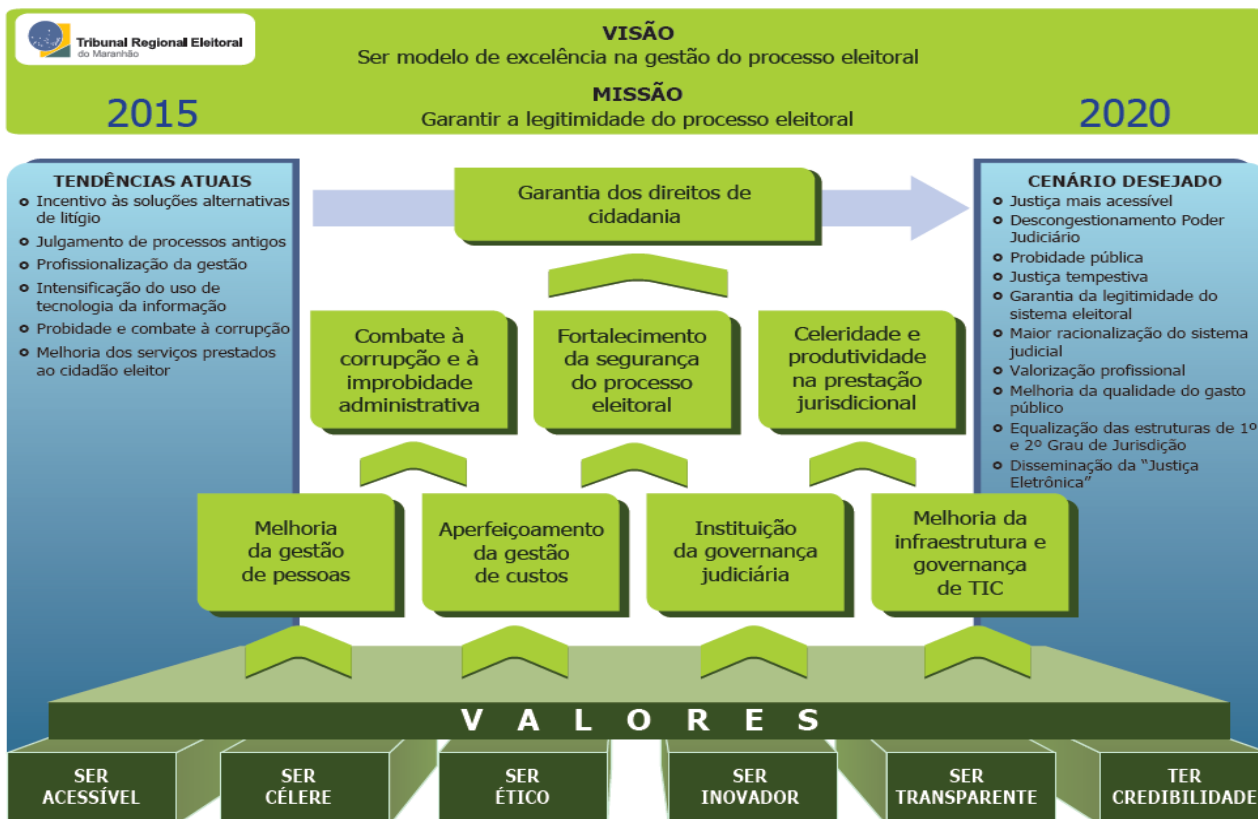 Tribunal Regional Eleitoral
do Maranhão
VISÃO
Ser modelo de excelência na gestão do processo eleitoral
MISSÃO
Garantir a legitimidade do processo eleitoral
2015
2020
TENDÊNCIAS ATUAIS
Incentivo às soluções alternativas
de litígio
Julgamento de processos antigos
Profissionalização da gestão
Intensificação do uso de
tecnologia da informação
Probidade e combate à corrupção
Melhoria dos serviços prestados
ao cidadão eleitor
Garantia dos direitos de
cidadania
CENÁRIO DESEJADO
Justiça mais acessível
Descongestionamento Poder
Judiciário
Probidade pública
Justiça tempestiva
Garantia da legitimidade do
sistema eleitoral
Maior racionalização do sistema
judicial
Valorização profissional
Melhoria da qualidade do gasto
público
Equalização das estruturas de 1º
e 2º Grau de Jurisdição
Disseminação da “Justiça
Eletrônica”
Combate à
corrupção e à
improbidade
administrativa
Fortalecimento
da segurança
do processo
eleitoral
Celeridade e
produtividade
na prestação
jurisdicional
Melhoria
da gestão
de pessoas
Aperfeiçoamento
da gestão
de custos
Instituição
da governança
judiciária
Melhoria da
infraestrutura e
governança
de TIC
VALORES
SER
ACESSÍVEL
SER
CÉLERE
SER
ÉTICO
SER
INOVADOR
SER
TRANSPARENTE
TER
CREDIBILIDADE